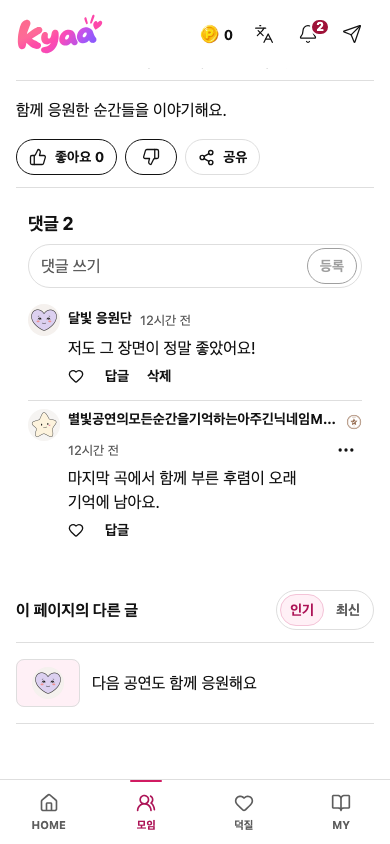 Kyaa
0
2
함께 응원한 순간들을 이야기해요.
좋아요 0
공유
댓글 2
댓글 쓰기
등록
달빛 응원단 12시간 전
저도 그 장면이 정말 좋았어요!
답글 삭제
별빛공연의모든순간을기억하는아주긴닉네임M...
12시간 전
마지막 곡에서 함께 부른 후렴이 오래
기억에 남아요.
답글
이 페이지의 다른 글
인기 최신
다음 공연도 함께 응원해요
HOME 모임 덕질 MY